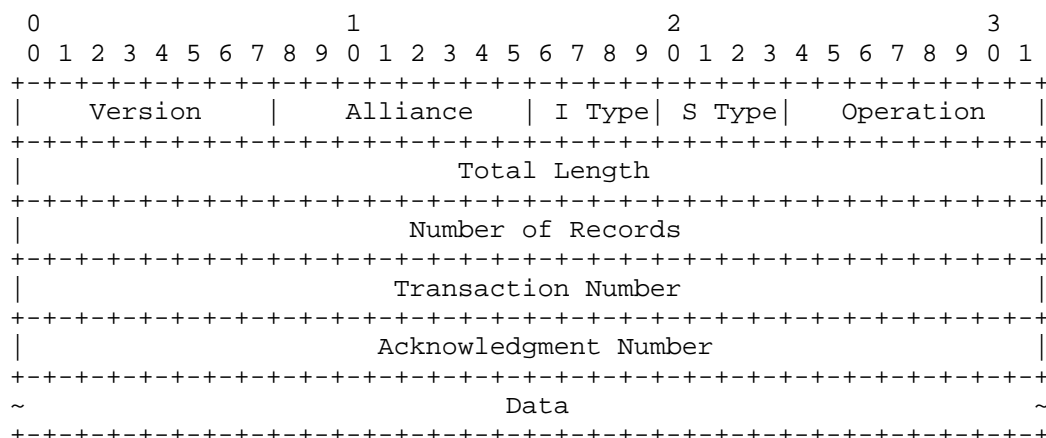 0                   1                   2                   3
 0 1 2 3 4 5 6 7 8 9 0 1 2 3 4 5 6 7 8 9 0 1 2 3 4 5 6 7 8 9 0 1
+-+-+-+-+-+-+-+-+-+-+-+-+-+-+-+-+-+-+-+-+-+-+-+-+-+-+-+-+-+-+-+-+
|    Version    |    Alliance   | I Type| S Type|   Operation   |
+-+-+-+-+-+-+-+-+-+-+-+-+-+-+-+-+-+-+-+-+-+-+-+-+-+-+-+-+-+-+-+-+
|                           Total Length                        |
+-+-+-+-+-+-+-+-+-+-+-+-+-+-+-+-+-+-+-+-+-+-+-+-+-+-+-+-+-+-+-+-+
|                        Number of Records                      |
+-+-+-+-+-+-+-+-+-+-+-+-+-+-+-+-+-+-+-+-+-+-+-+-+-+-+-+-+-+-+-+-+
|                       Transaction Number                      |
+-+-+-+-+-+-+-+-+-+-+-+-+-+-+-+-+-+-+-+-+-+-+-+-+-+-+-+-+-+-+-+-+
|                      Acknowledgment Number                    |
+-+-+-+-+-+-+-+-+-+-+-+-+-+-+-+-+-+-+-+-+-+-+-+-+-+-+-+-+-+-+-+-+
~                              Data                             ~
+-+-+-+-+-+-+-+-+-+-+-+-+-+-+-+-+-+-+-+-+-+-+-+-+-+-+-+-+-+-+-+-+